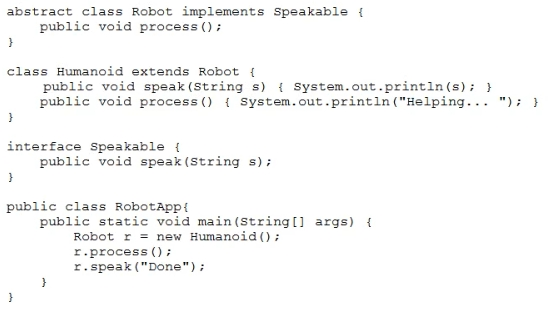 abstract class Robot implements Speakable {
    public void process();
}

class Humanoid extends Robot {
    public void speak(String s) { System.out.println(s); }
    public void process() { System.out.println("Helping... "); }
}

interface Speakable {
    public void speak(String s);
}

public class RobotApp{
    public static void main(String[] args) {
        Robot r = new Humanoid();
        r.process();
        r.speak("Done");
    }
}